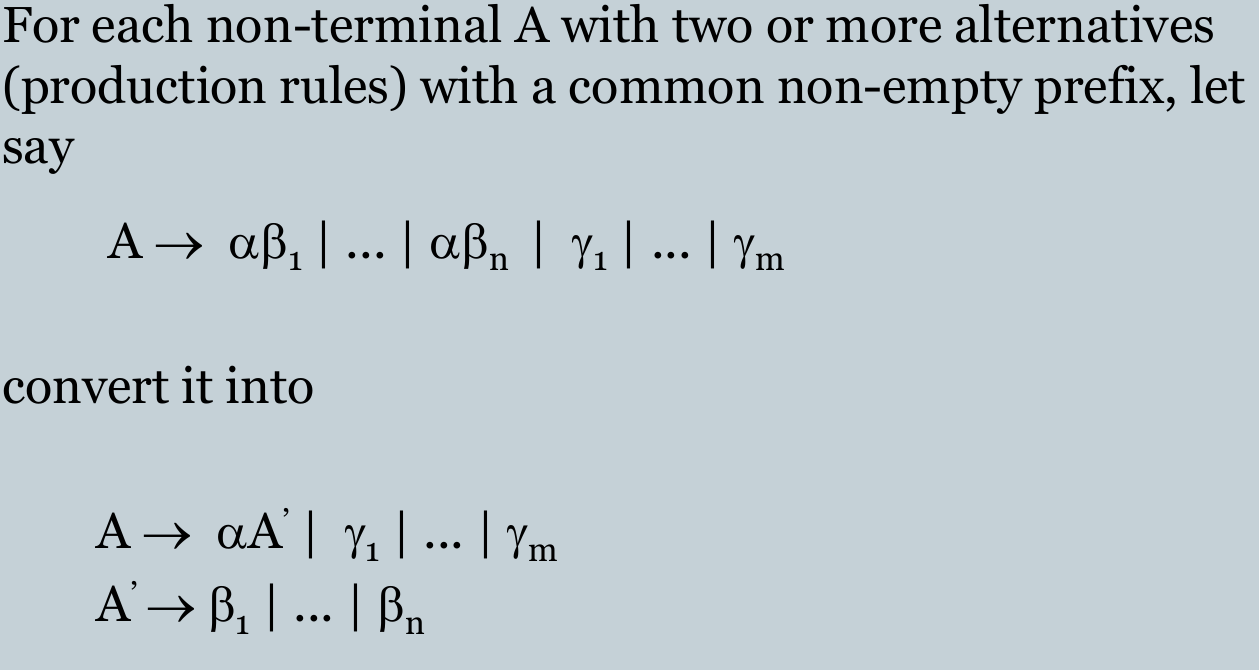 For each non-terminal A with two or more alternatives
(production rules) with a common non-empty prefix, let
say
A → αβ₁ | ... | αβₙ | γ₁ | ... | γₘ
convert it into
A → αA’ | γ₁ | ... | γₘ
A’ → β₁ | ... | βₙ